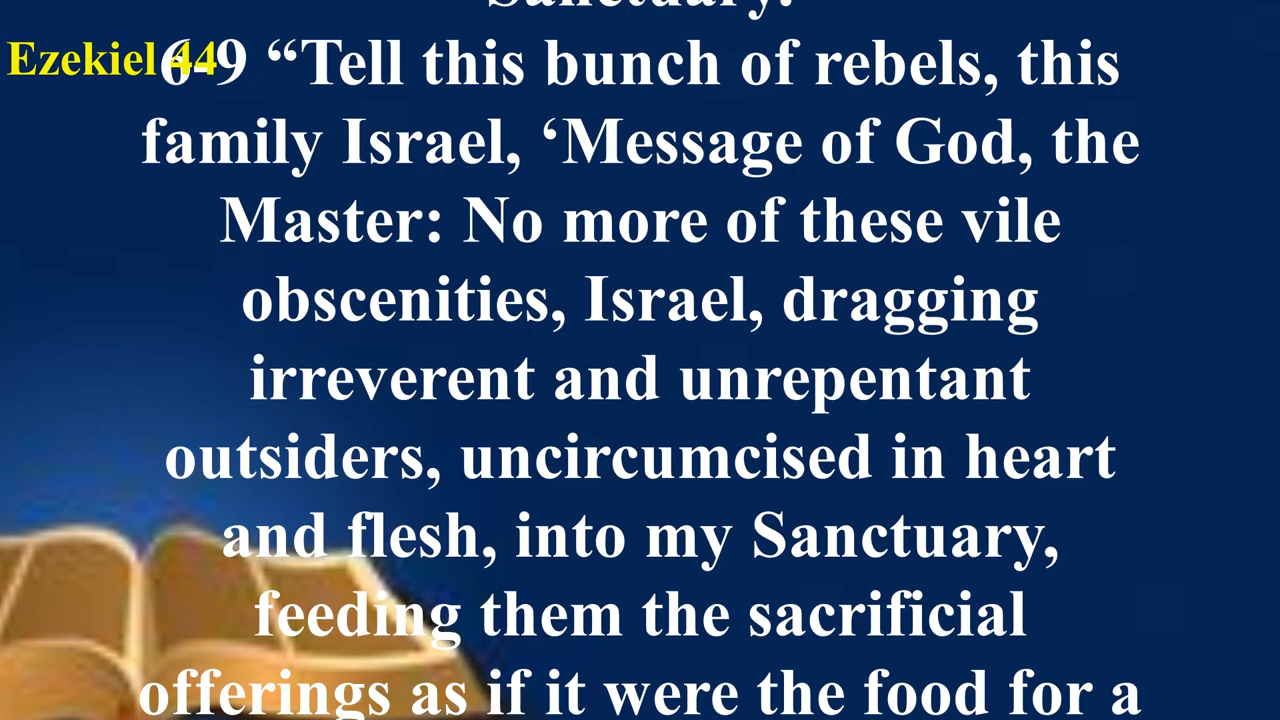 Sanctuary.
Ezekiel 44
6-9 “Tell this bunch of rebels, this
family Israel, ‘Message of God, the
Master: No more of these vile
obscenities, Israel, dragging
irreverent and unrepentant
outsiders, uncircumcised in heart
and flesh, into my Sanctuary,
feeding them the sacrificial
offerings as if it were the food for a